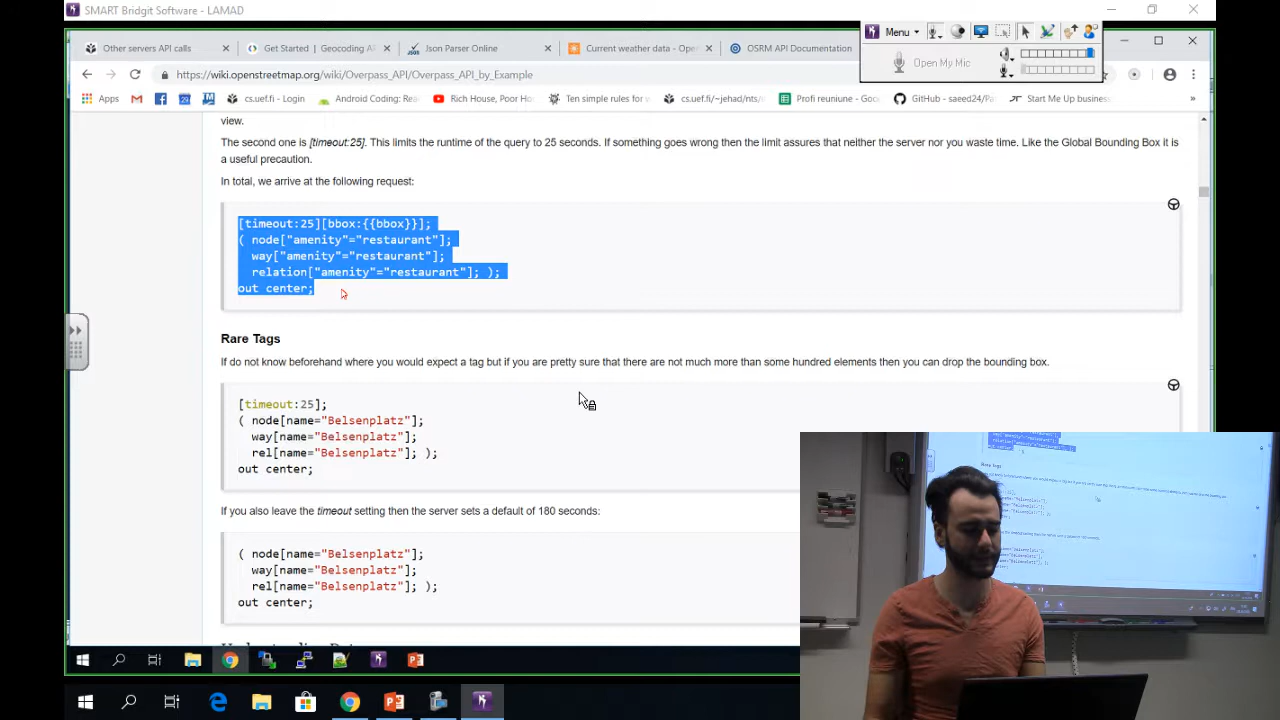 SMART Bridgit Software - LAMAD
Menu
Open My Mic
Other servers API calls
Get Started | Geocoding AI
Json Parser Online
Current weather data - Open
OSRM API Documentation
https://wiki.openstreetmap.org/wiki/Overpass_API/Overpass_API_by_Example
Apps
cs.uef.fi - Login
Android Coding: Rea
Rich House, Poor Ho
Ten simple rules for w
cs.uef.fi/~jehad/nts/
Profi reuniune - Goo
GitHub - saeed24/Pa
Start Me Up busines
view.
The second one is [timeout:25]. This limits the runtime of the query to 25 seconds. If something goes wrong then the limit assures that neither the server nor you waste time. Like the Global Bounding Box it is
a useful precaution.
In total, we arrive at the following request:
[timeout:25][bbox:{{bbox}}];
( node["amenity"="restaurant"];
way["amenity"="restaurant"];
relation["amenity"="restaurant"]; );
out center;
Rare Tags
If do not know beforehand where you would expect a tag but if you are pretty sure that there are not much more than some hundred elements then you can drop the bounding box.
[timeout:25];
( node[name="Belsenplatz"];
way[name="Belsenplatz"];
rel[name="Belsenplatz"]; );
out center;
If you also leave the timeout setting then the server sets a default of 180 seconds:
( node[name="Belsenplatz"];
way[name="Belsenplatz"];
rel[name="Belsenplatz"]; );
out center;